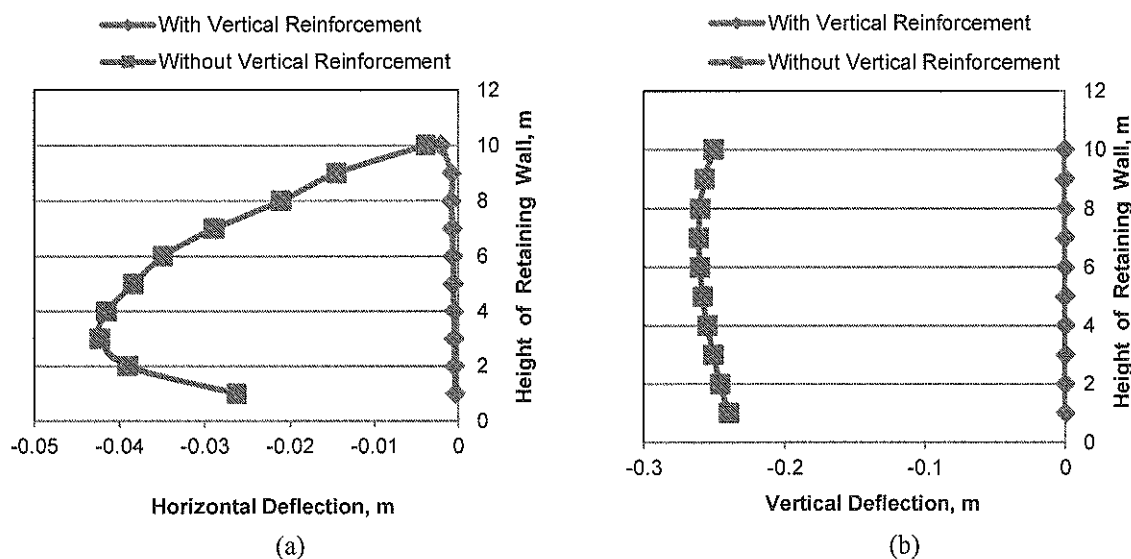 With Vertical Reinforcement
Without Vertical Reinforcement
12
10
8
6
4
2
0
Height of Retaining Wall, m
-0.05 -0.04 -0.03 -0.02 -0.01 0
Horizontal Deflection, m
(a)
With Vertical Reinforcement
Without Vertical Reinforcement
12
10
8
6
4
2
0
Height of Retaining Wall, m
-0.3 -0.2 -0.1 0
Vertical Deflection, m
(b)